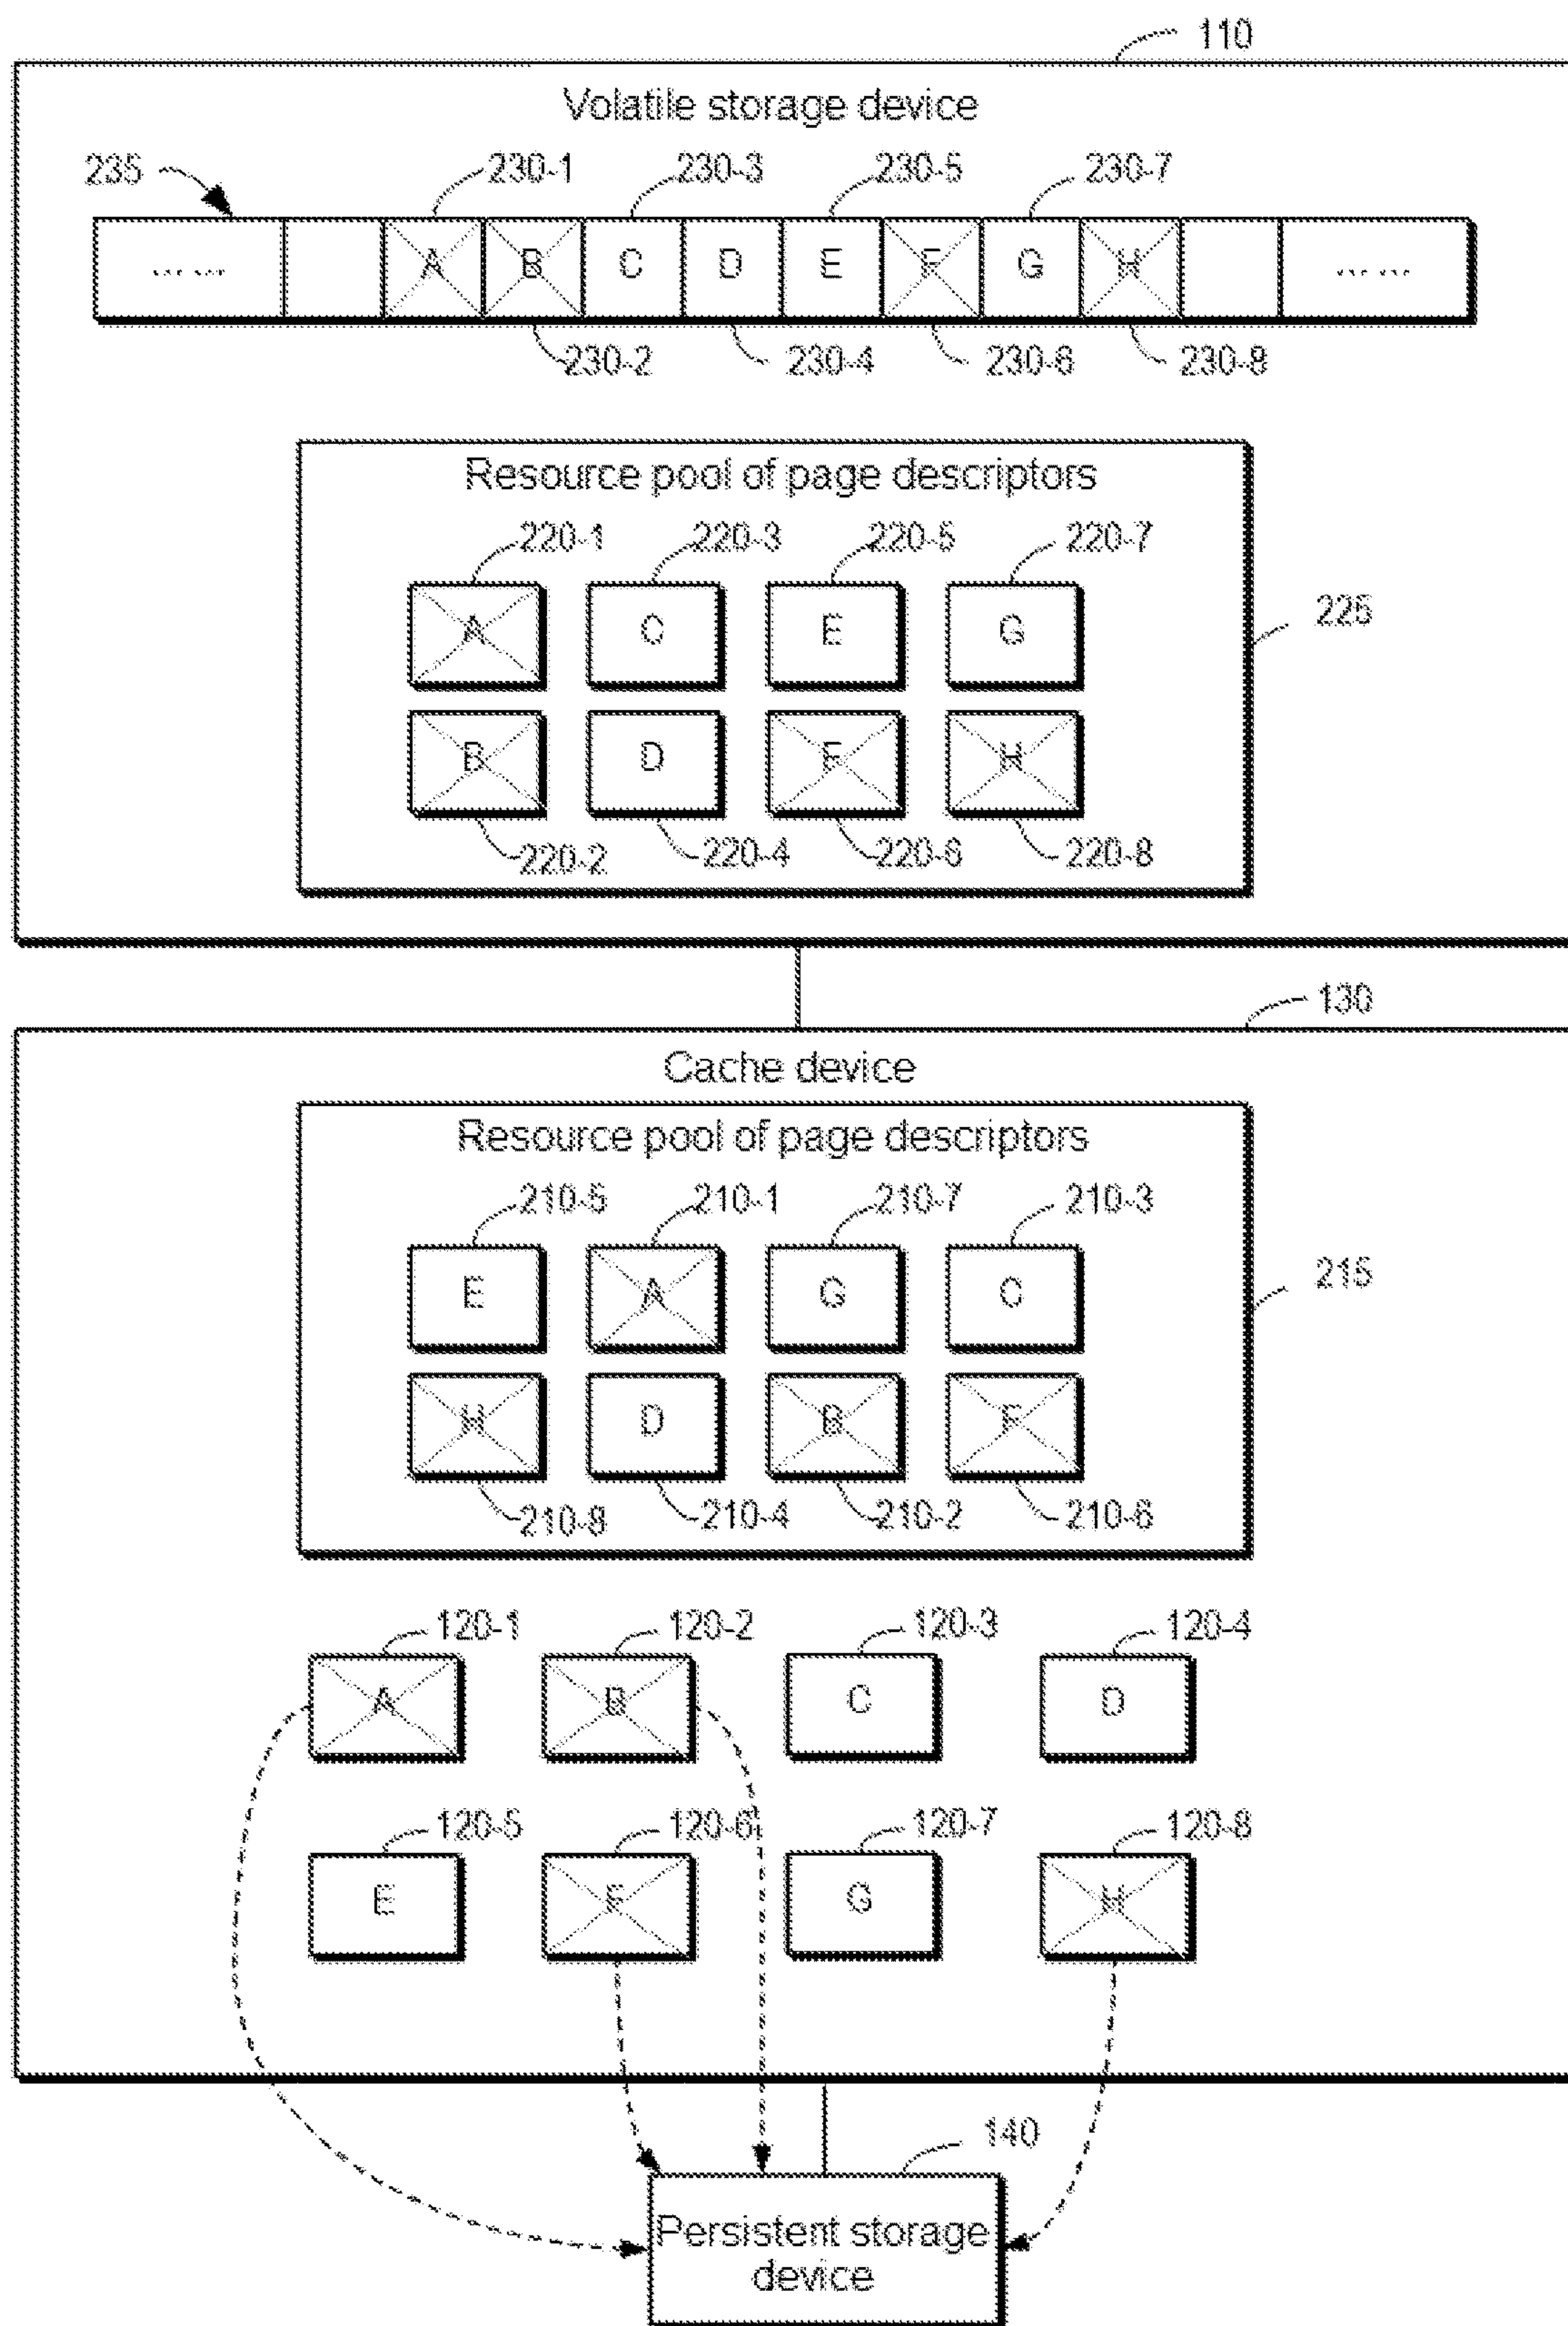 110
Volatile storage device
235
230-1
230-3
230-5
230-7
... ...
A
B
C
D
E
F
G
H
... ...
230-2
230-4
230-6
230-8
Resource pool of page descriptors
220-1
220-3
220-5
220-7
A
C
E
G
225
B
D
F
H
220-2
220-4
220-6
220-8
130
Cache device
Resource pool of page descriptors
210-5
210-1
210-7
210-3
E
A
G
C
215
H
D
B
F
210-8
210-4
210-2
210-6
120-1
120-2
120-3
120-4
A
B
C
D
120-5
120-6
120-7
120-8
E
F
G
H
140
Persistent storage
device